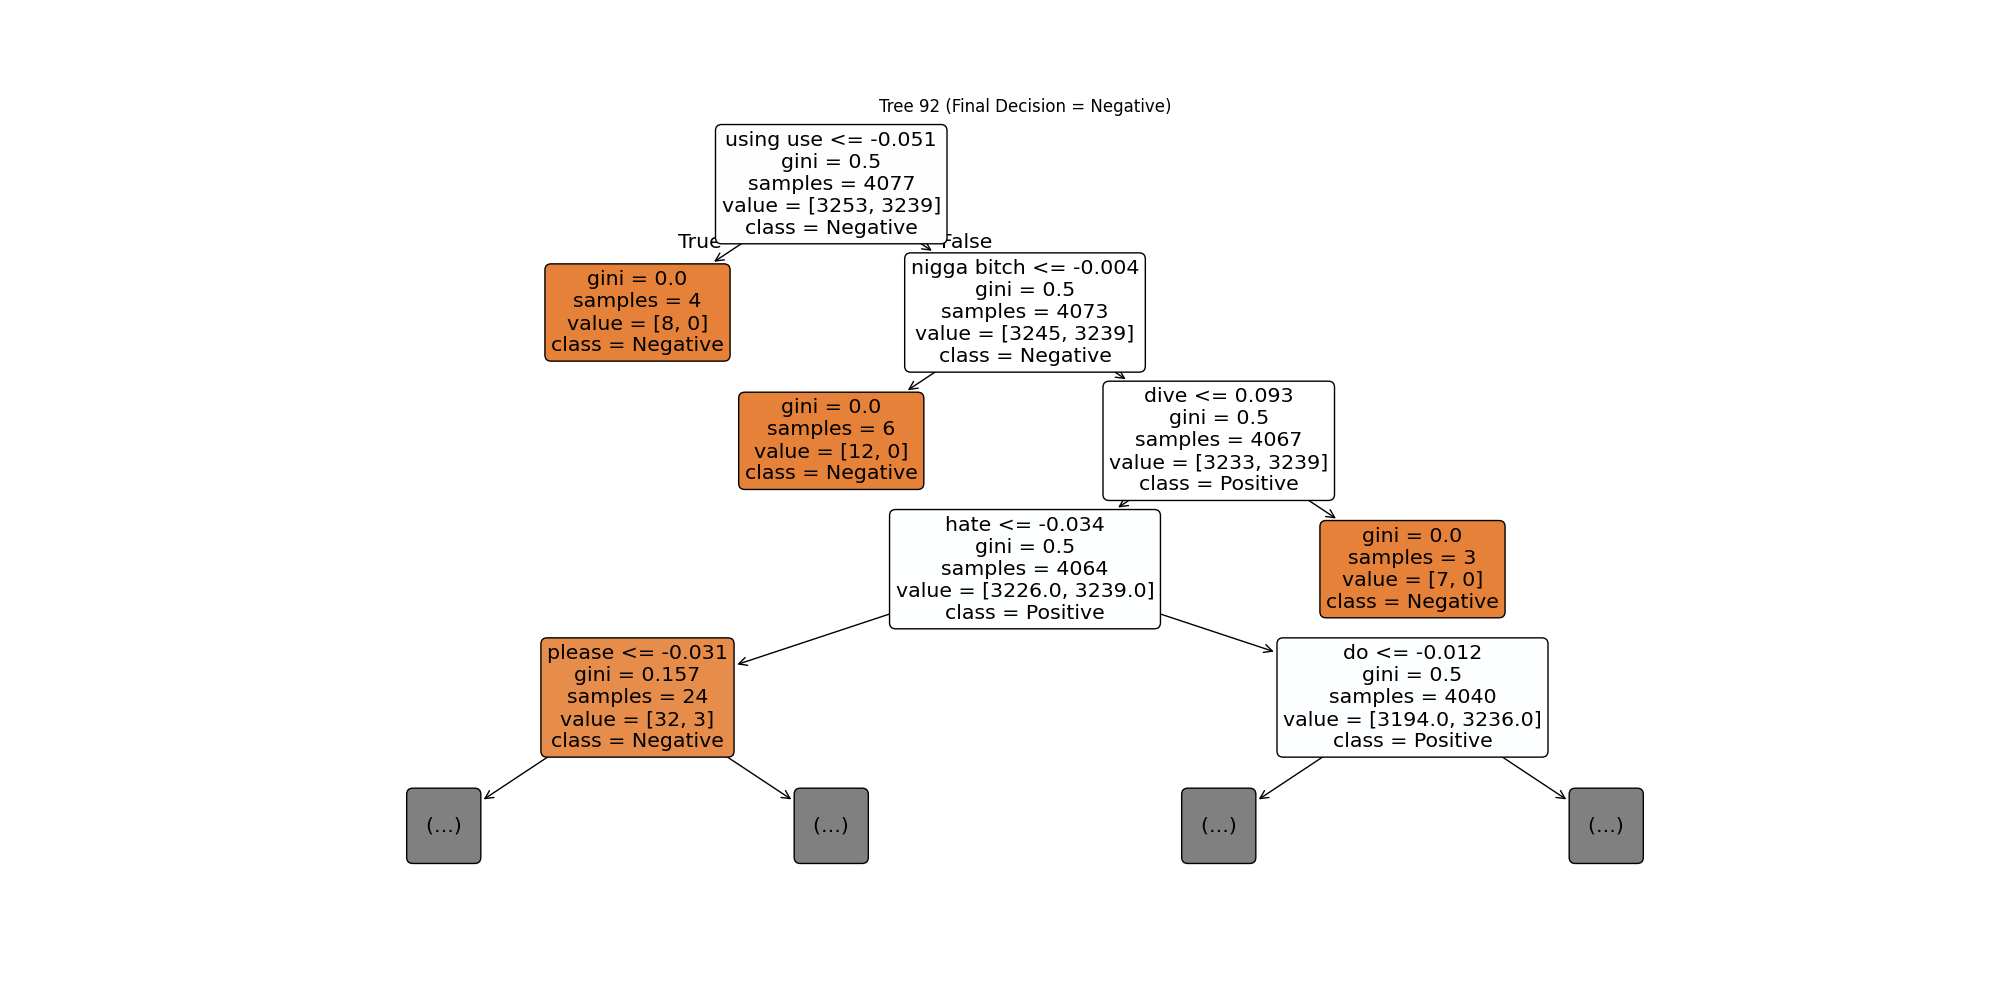 Tree 92 (Final Decision = Negative)
using use <= -0.051
gini = 0.5
samples = 4077
value = [3253, 3239]
class = Negative
True
False
gini = 0.0
samples = 4
value = [8, 0]
class = Negative
nigga bitch <= -0.004
gini = 0.5
samples = 4073
value = [3245, 3239]
class = Negative
gini = 0.0
samples = 6
value = [12, 0]
class = Negative
dive <= 0.093
gini = 0.5
samples = 4067
value = [3233, 3239]
class = Positive
hate <= -0.034
gini = 0.5
samples = 4064
value = [3226.0, 3239.0]
class = Positive
gini = 0.0
samples = 3
value = [7, 0]
class = Negative
please <= -0.031
gini = 0.157
samples = 24
value = [32, 3]
class = Negative
do <= -0.012
gini = 0.5
samples = 4040
value = [3194.0, 3236.0]
class = Positive
(...)
(...)
(...)
(...)